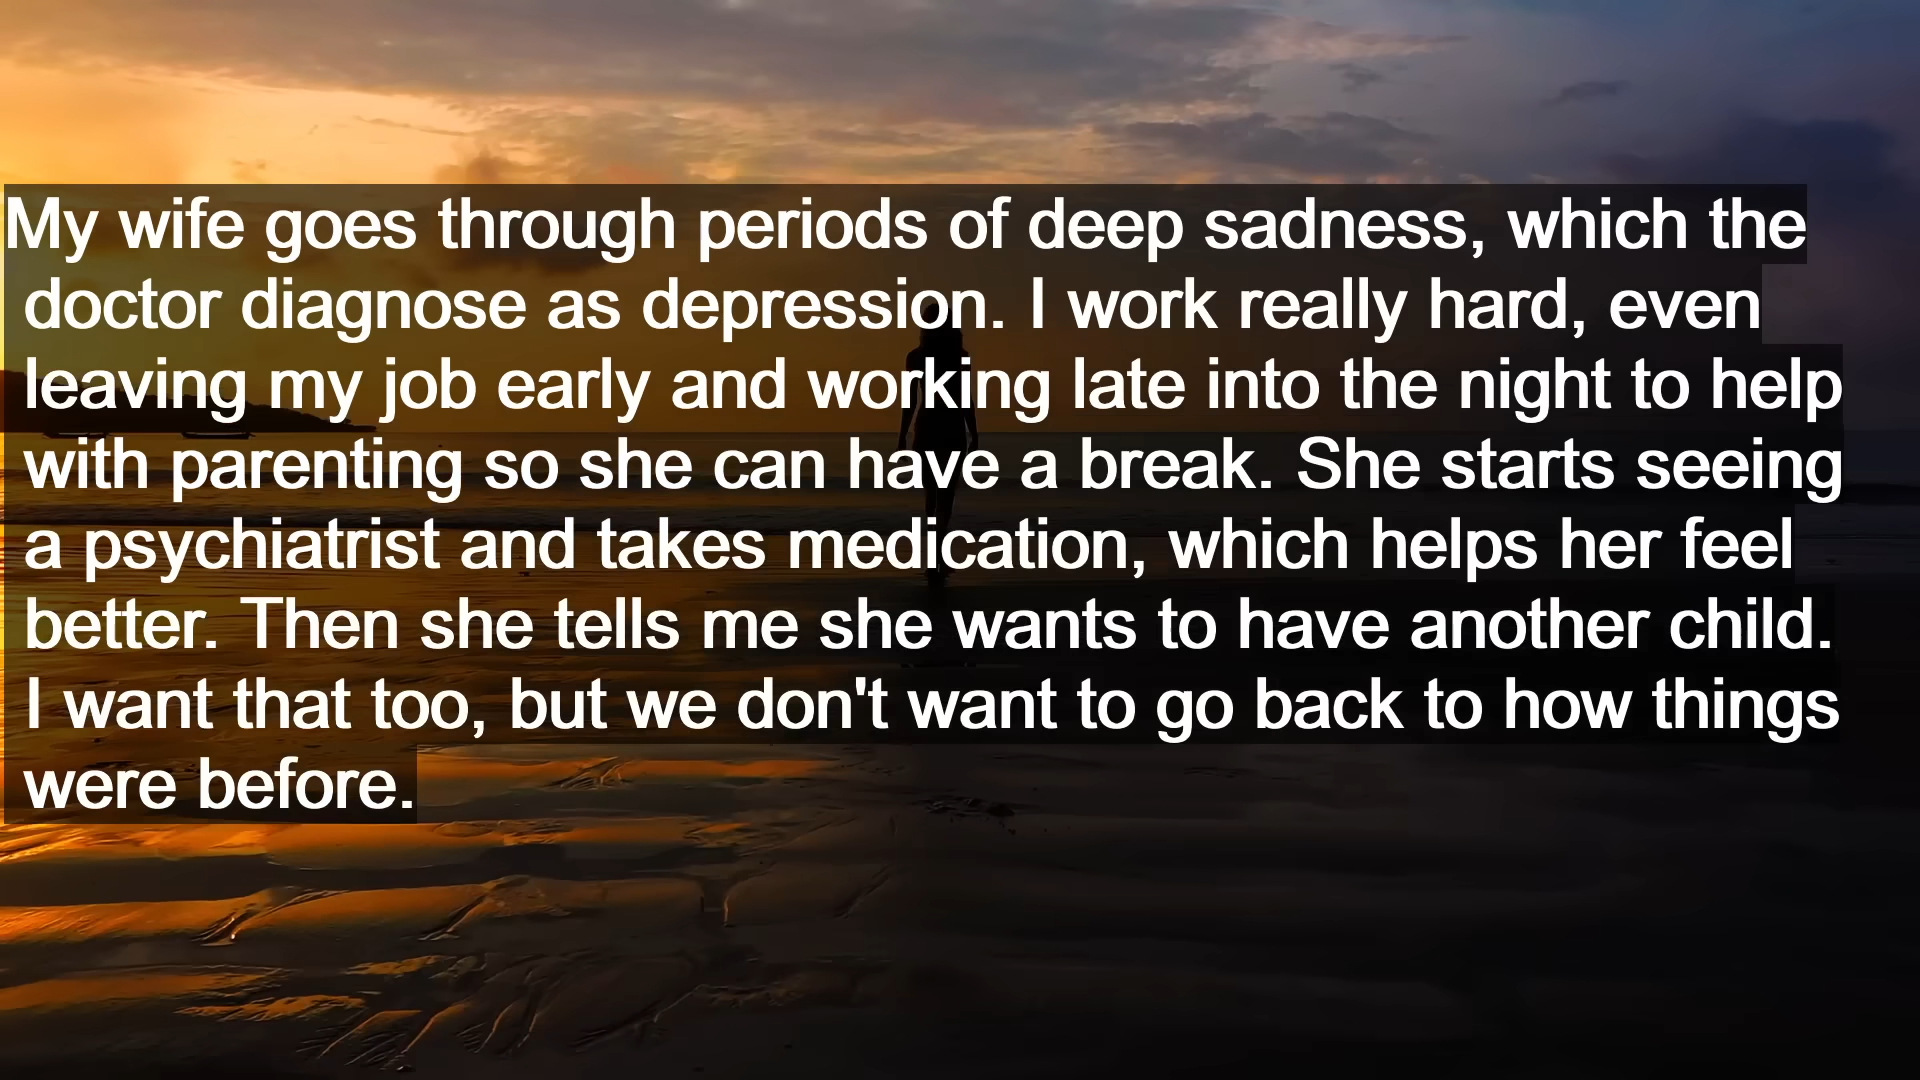 My wife goes through periods of deep sadness, which the
doctor diagnose as depression. I work really hard, even
leaving my job early and working late into the night to help
with parenting so she can have a break. She starts seeing
a psychiatrist and takes medication, which helps her feel
better. Then she tells me she wants to have another child.
I want that too, but we don't want to go back to how things
were before.